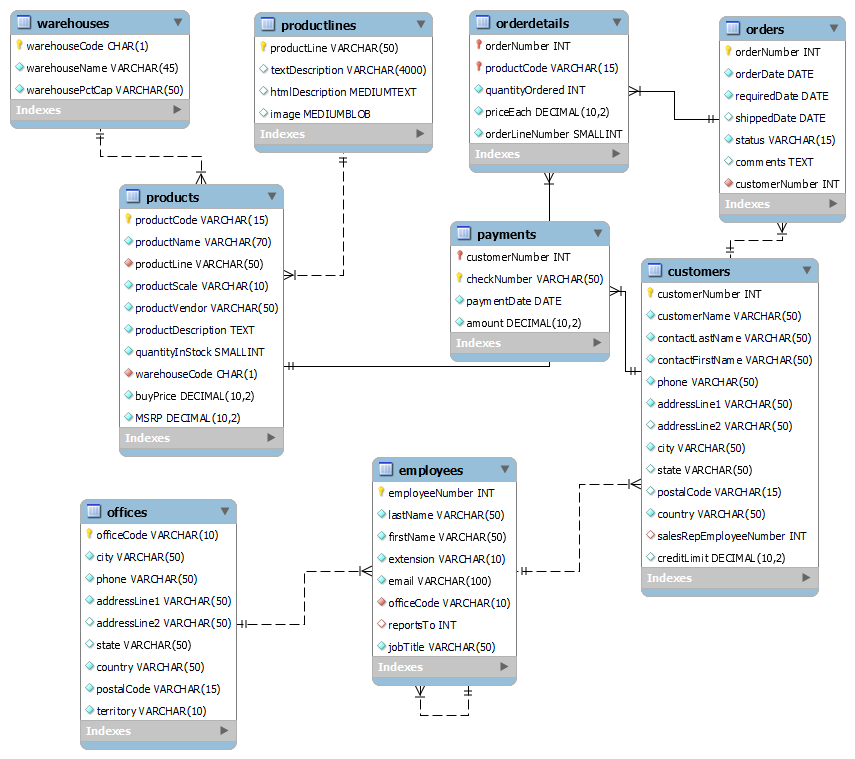 warehouses
warehouseCode CHAR(1)
warehouseName VARCHAR(45)
warehousePctCap VARCHAR(50)
Indexes
productlines
productLine VARCHAR(50)
textDescription VARCHAR(4000)
htmlDescription MEDIUMTEXT
image MEDIUMBLOB
Indexes
orderdetails
orderNumber INT
productCode VARCHAR(15)
quantityOrdered INT
priceEach DECIMAL(10,2)
orderLineNumber SMALLINT
Indexes
orders
orderNumber INT
orderDate DATE
requiredDate DATE
shippedDate DATE
status VARCHAR(15)
comments TEXT
customerNumber INT
Indexes
products
productCode VARCHAR(15)
productName VARCHAR(70)
productLine VARCHAR(50)
productScale VARCHAR(10)
productVendor VARCHAR(50)
productDescription TEXT
quantityInStock SMALLINT
warehouseCode CHAR(1)
buyPrice DECIMAL(10,2)
MSRP DECIMAL(10,2)
Indexes
payments
customerNumber INT
checkNumber VARCHAR(50)
paymentDate DATE
amount DECIMAL(10,2)
Indexes
customers
customerNumber INT
customerName VARCHAR(50)
contactLastName VARCHAR(50)
contactFirstName VARCHAR(50)
phone VARCHAR(50)
addressLine1 VARCHAR(50)
addressLine2 VARCHAR(50)
city VARCHAR(50)
state VARCHAR(50)
postalCode VARCHAR(15)
country VARCHAR(50)
salesRepEmployeeNumber INT
creditLimit DECIMAL(10,2)
Indexes
offices
officeCode VARCHAR(10)
city VARCHAR(50)
phone VARCHAR(50)
addressLine1 VARCHAR(50)
addressLine2 VARCHAR(50)
state VARCHAR(50)
country VARCHAR(50)
postalCode VARCHAR(15)
territory VARCHAR(10)
Indexes
employees
employeeNumber INT
lastName VARCHAR(50)
firstName VARCHAR(50)
extension VARCHAR(10)
email VARCHAR(100)
officeCode VARCHAR(10)
reportsTo INT
jobTitle VARCHAR(50)
Indexes